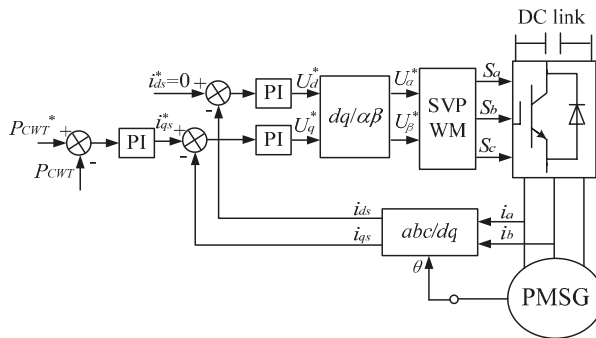 DC link
i*ds=0 + - PI U*d dq/αβ U*α SVP WM Sa
PCWT* + - PI i*qs + - PI U*q U*β Sb
PCWT Sc
ids abc/dq ia
iqs ib
θ
PMSG